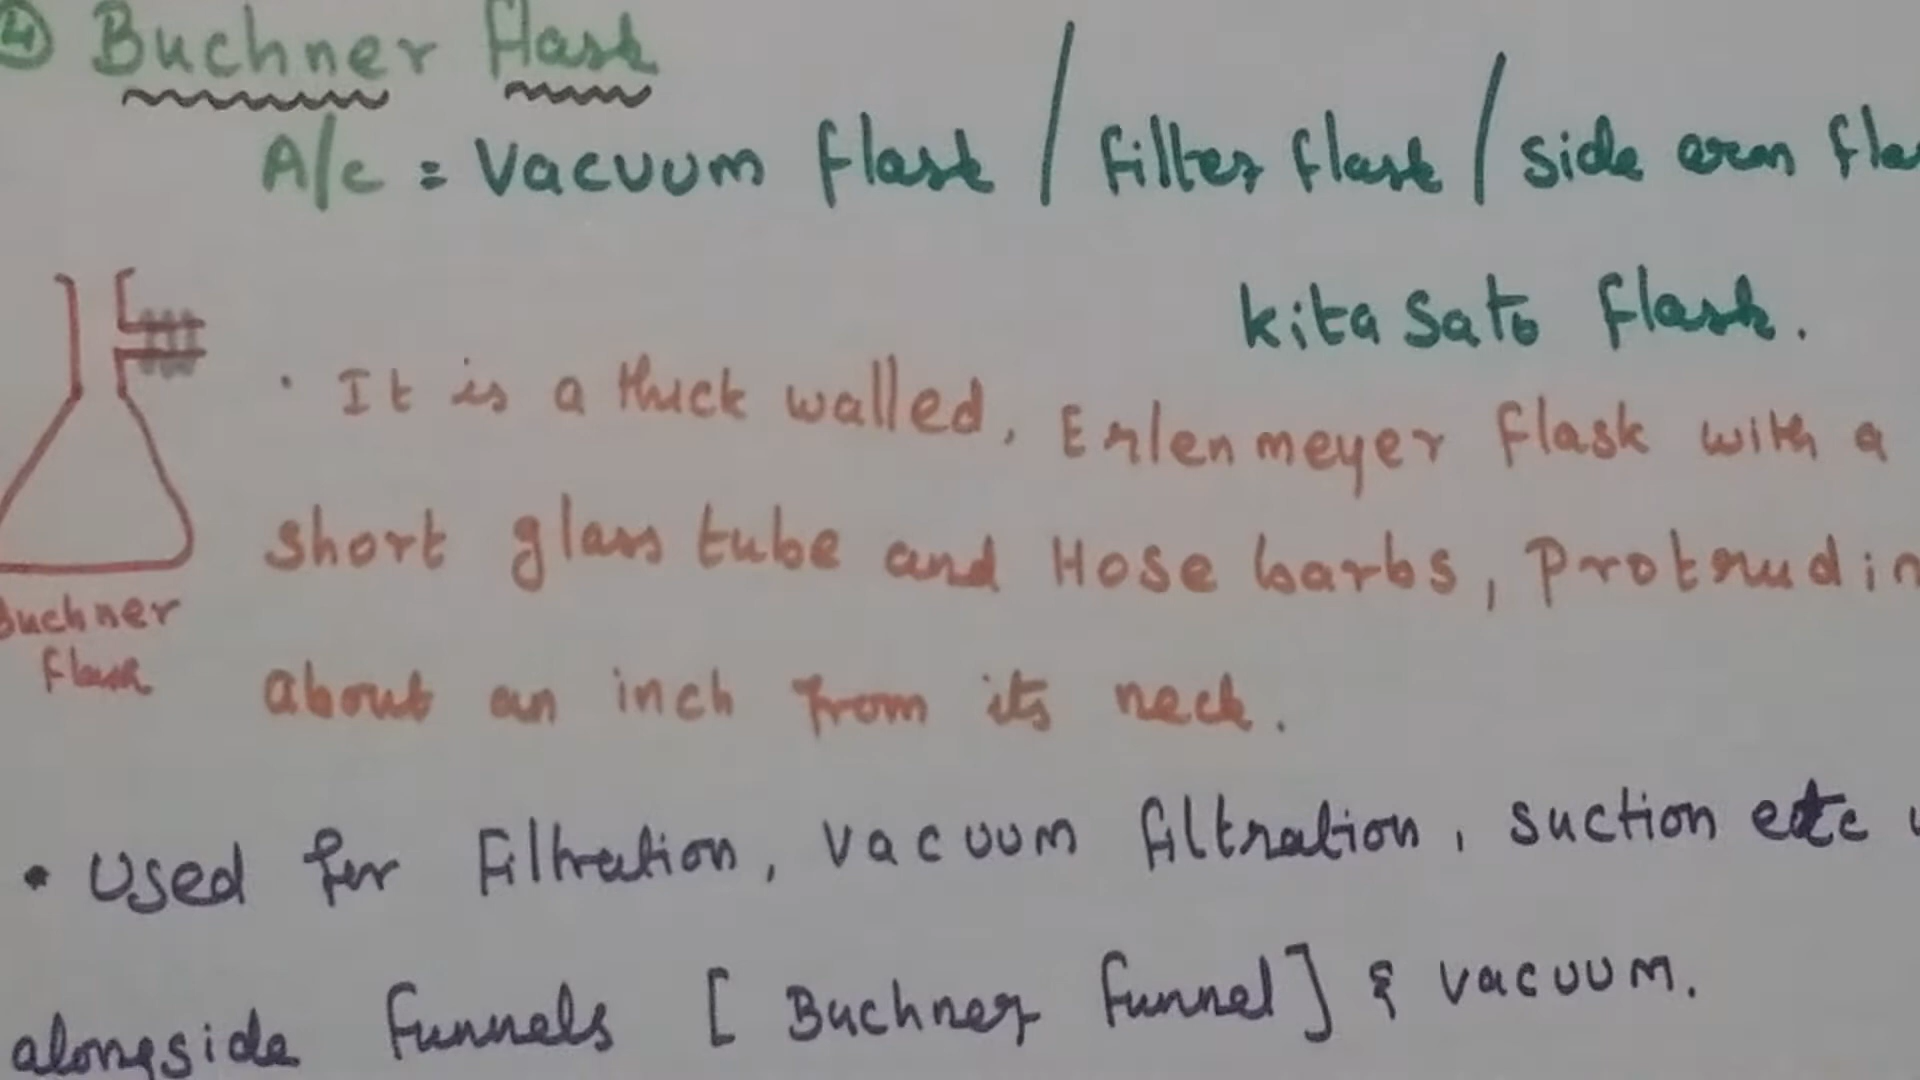 4 Buchner flask
A/c = Vacuum flask / filter flask / side arm fla
kitasato flask.
• It is a thick walled, Erlenmeyer flask with a
short glass tube and Hose barbs, Protrudin
about an inch from its neck.
Buchner
flask
• Used for Filtration, vacuum filtration, suction etc
alongside funnels [ Buchner funnel ] & vacuum.